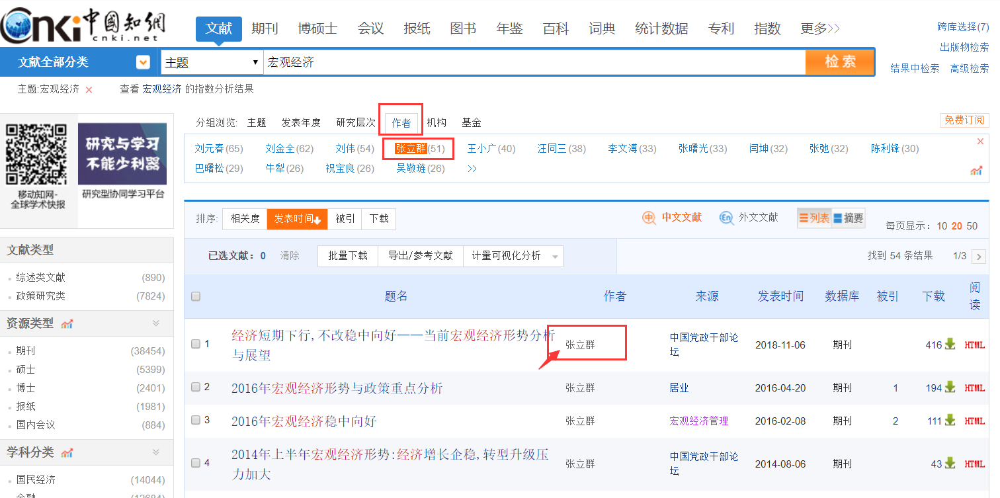 cnki中國知網
cnki.net
文献 期刊 博硕士 会议 报纸 图书 年鉴 百科 词典 统计数据 专利 指数 更多>>
跨库选择(7)
出版物检索
结果中检索 高级检索
文献全部分类 主题 宏观经济 检索
主题:宏观经济 × 查看 宏观经济 的指数分析结果
研究与学习
不能少利器
移动知网-
全球学术快报
研究型协同学习平台
分组浏览: 主题 发表年度 研究层次 作者 机构 基金 免费订阅
刘元春(65) 刘金全(62) 刘伟(54) 张立群(51) 王小广(40) 汪同三(38) 李文溥(33) 张曙光(33) 闫坤(32) 张弛(32) 陈利锋(30) ×
巴曙松(29) 牛犁(26) 祝宝良(26) 吴敬琏(26) >>
排序: 相关度 发表时间 被引 下载 中文文献 En 外文文献 列表 摘要 每页显示: 10 20 50
已选文献: 0 清除 批量下载 导出/参考文献 计量可视化分析 找到 54 条结果 1/3 >
题名 作者 来源 发表时间 数据库 被引 下载 阅读
1 经济短期下行,不改稳中向好——当前宏观经济形势分析与展望 张立群 中国党政干部论坛 2018-11-06 期刊 416 HTML
2 2016年宏观经济形势与政策重点分析 张立群 居业 2016-04-20 期刊 1 194 HTML
3 2016年宏观经济稳中向好 张立群 宏观经济管理 2016-02-08 期刊 2 111 HTML
4 2014年上半年宏观经济形势:经济增长企稳,转型升级压力加大 张立群 中国党政干部论坛 2014-08-06 期刊 43 HTML
文献类型
综述类文献 (890)
政策研究类 (7824)
资源类型
期刊 (38454)
硕士 (5399)
博士 (2401)
报纸 (1981)
国内会议 (884)
学科分类
国民经济 (14044)
金融 (12684)